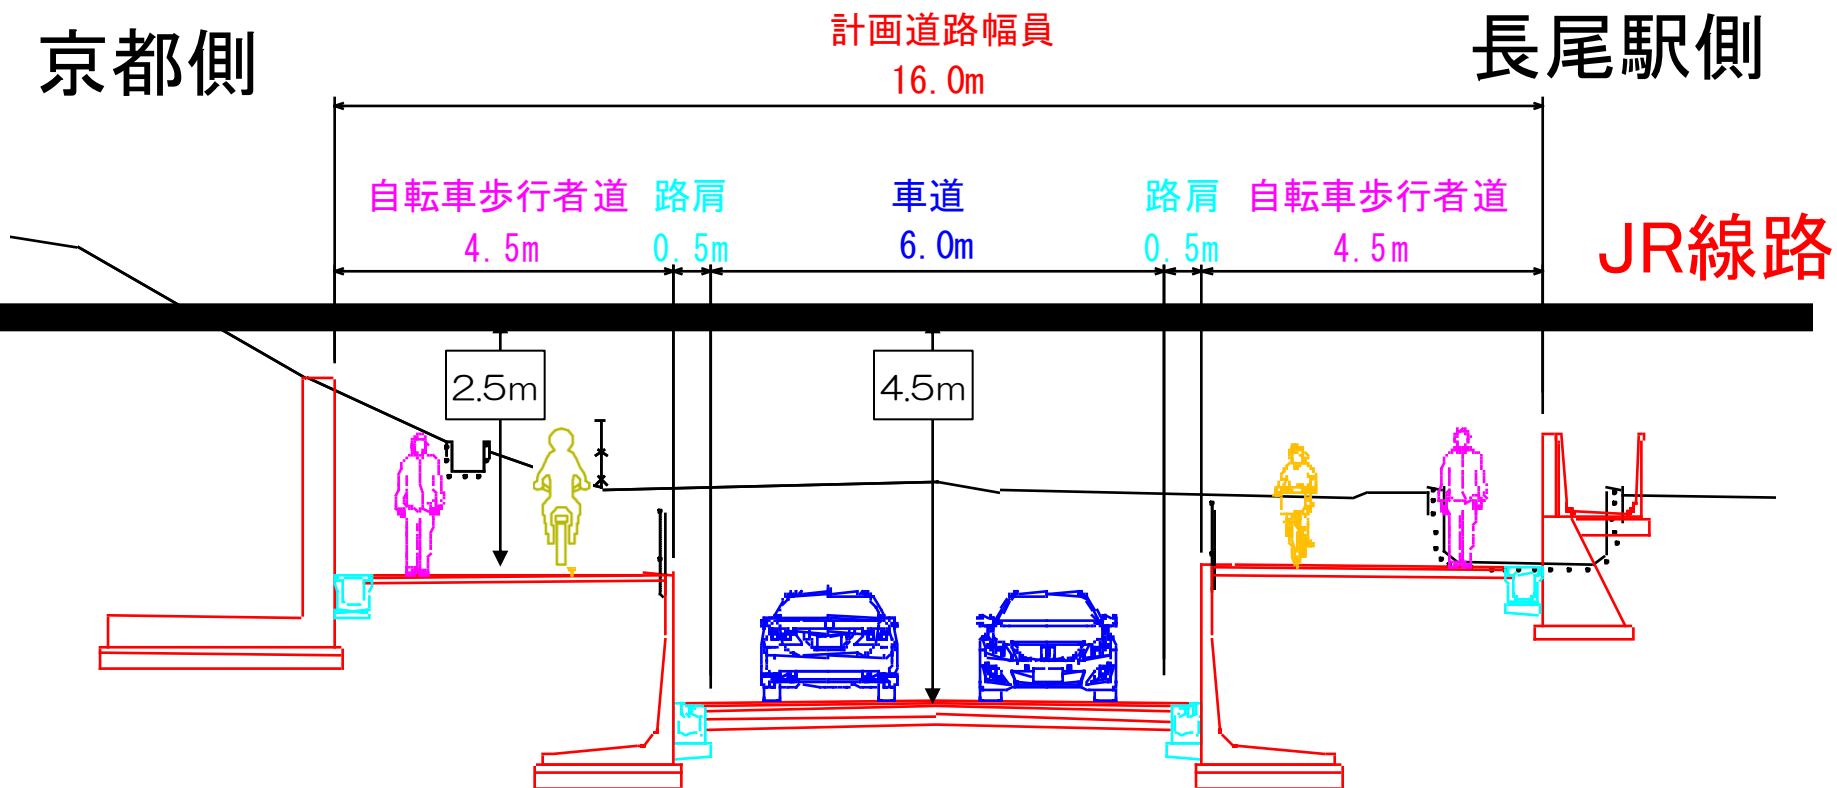 京都側
計画道路幅員
16.0m
長尾駅側
自転車歩行者道
4.5m
路肩
0.5m
車道
6.0m
路肩
0.5m
自転車歩行者道
4.5m
JR線路
2.5m
4.5m